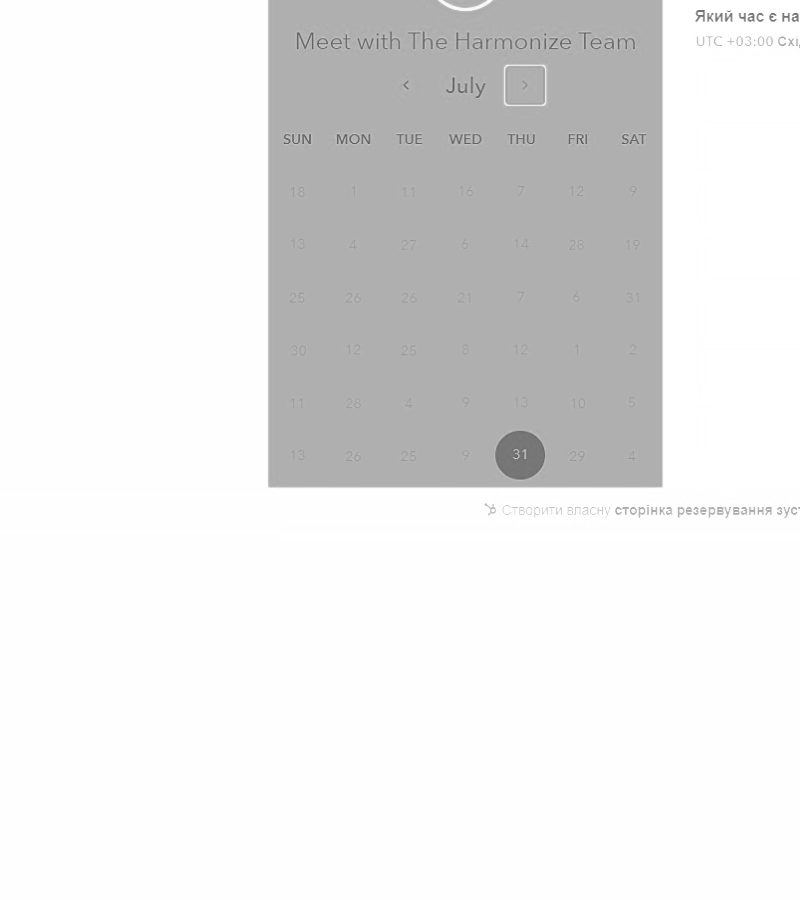 Meet with The Harmonize Team
July
SUN MON TUE WED THU FRI SAT
18 1 11 16 7 12 9
13 4 27 6 14 28 19
25 26 26 21 7 6 31
30 12 25 8 12 1 2
11 28 4 9 13 10 5
13 26 25 9 31 29 4
Який час є
UTC +03:00
Створити власну сторінка резервування